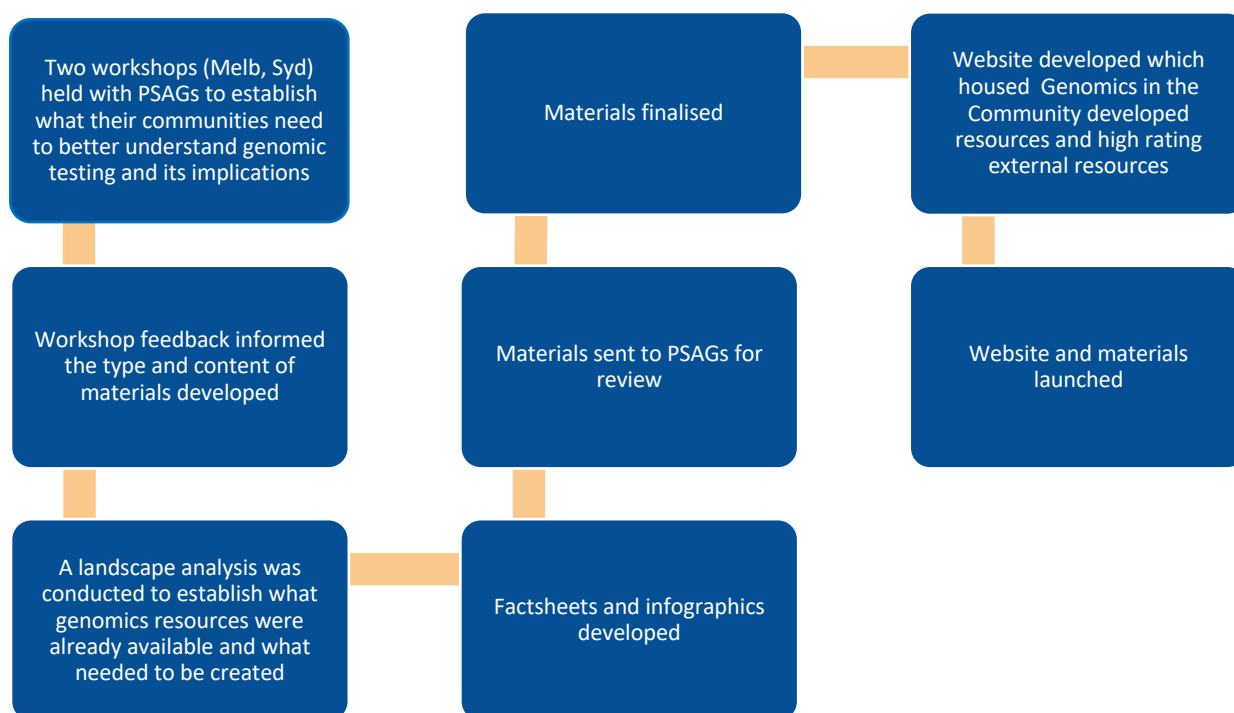 Two workshops (Melb, Syd)
held with PSAGs to establish
what their communities need
to better understand genomic
testing and its implications
Workshop feedback informed
the type and content of
materials developed
A landscape analysis was
conducted to establish what
genomics resources were
already available and what
needed to be created
Factsheets and infographics
developed
Materials sent to PSAGs for
review
Materials finalised
Website developed which
housed  Genomics in the
Community developed
resources and high rating
external resources
Website and materials
launched